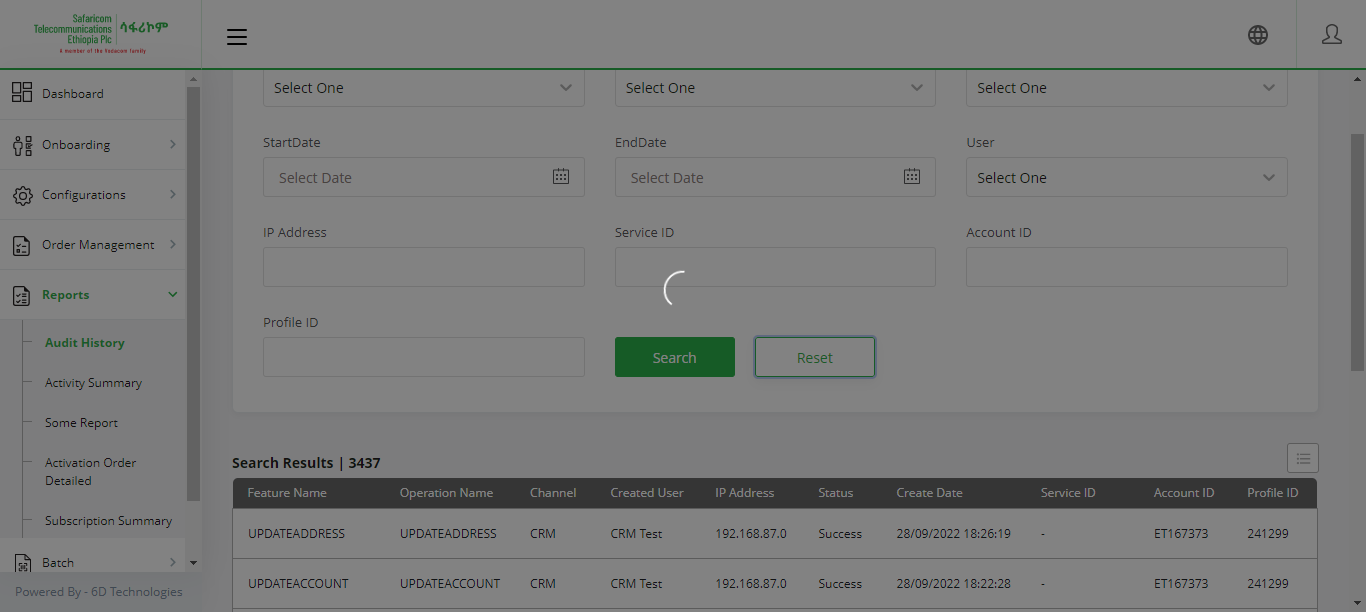 Safaricom
Telecommunications
Ethiopia Plc
ሳፋሪኮም
A member of the Vodacom family
Dashboard
Onboarding
Configurations
Order Management
Reports
Audit History
Activity Summary
Some Report
Activation Order
Detailed
Subscription Summary
Batch
Powered By - 6D Technologies
Select One Select One Select One
StartDate EndDate User
Select Date Select Date Select One
IP Address Service ID Account ID
Profile ID
Search Reset
Search Results | 3437
Feature Name Operation Name Channel Created User IP Address Status Create Date Service ID Account ID Profile ID
UPDATEADDRESS UPDATEADDRESS CRM CRM Test 192.168.87.0 Success 28/09/2022 18:26:19 - ET167373 241299
UPDATEACCOUNT UPDATEACCOUNT CRM CRM Test 192.168.87.0 Success 28/09/2022 18:22:28 - ET167373 241299